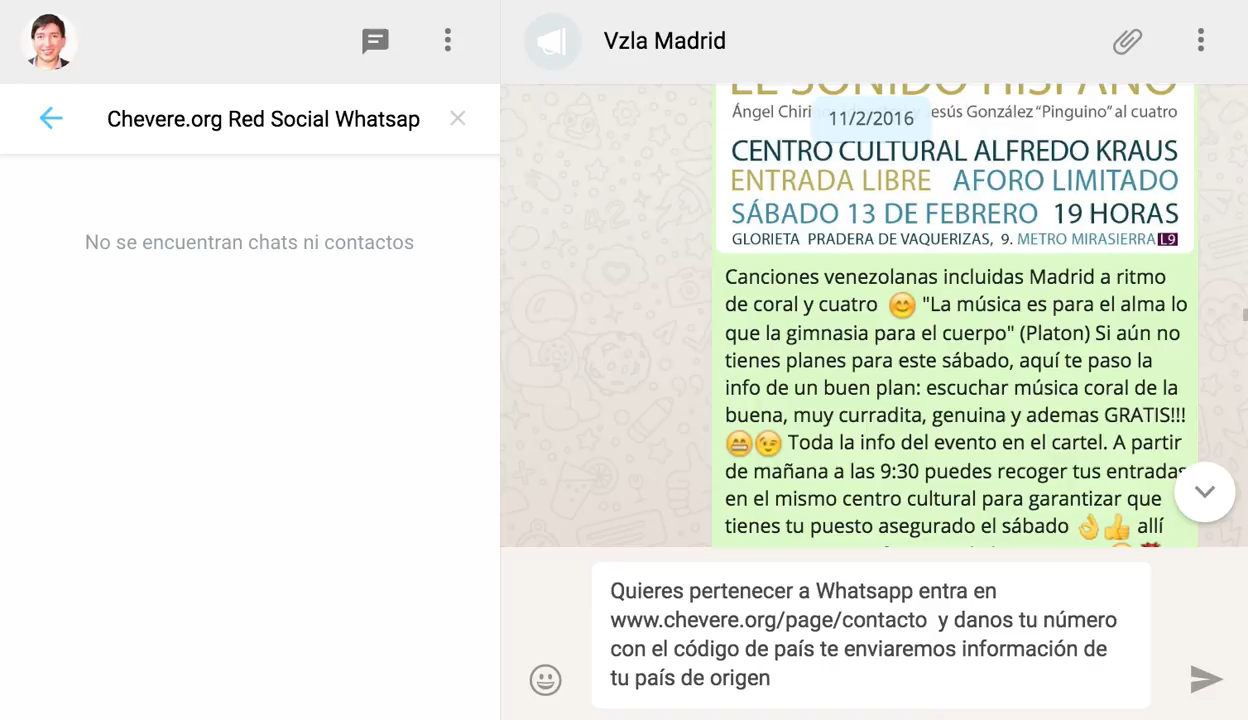 Chevere.org Red Social Whatsap
No se encuentran chats ni contactos
Vzla Madrid
EL SONIDO HISPANO
Ángel esús González “Pinguino” al cuatro
11/2/2016
CENTRO CULTURAL ALFREDO KRAUS
ENTRADA LIBRE AFORO LIMITADO
SÁBADO 13 DE FEBRERO 19 HORAS
GLORIETA PRADERA DE VAQUERIZAS, 9. METRO MIRASIERRA L9
Canciones venezolanas incluidas Madrid a ritmo
de coral y cuatro 😊 "La música es para el alma lo
que la gimnasia para el cuerpo" (Platon) Si aún no
tienes planes para este sábado, aquí te paso la
info de un buen plan: escuchar música coral de la
buena, muy curradita, genuina y ademas GRATIS!!!
😁😉 Toda la info del evento en el cartel. A partir
de mañana a las 9:30 puedes recoger tus entradas
en el mismo centro cultural para garantizar que
tienes tu puesto asegurado el sábado 👌👍 allí
Quieres pertenecer a Whatsapp entra en
www.chevere.org/page/contacto y danos tu número
con el código de país te enviaremos información de
tu país de origen